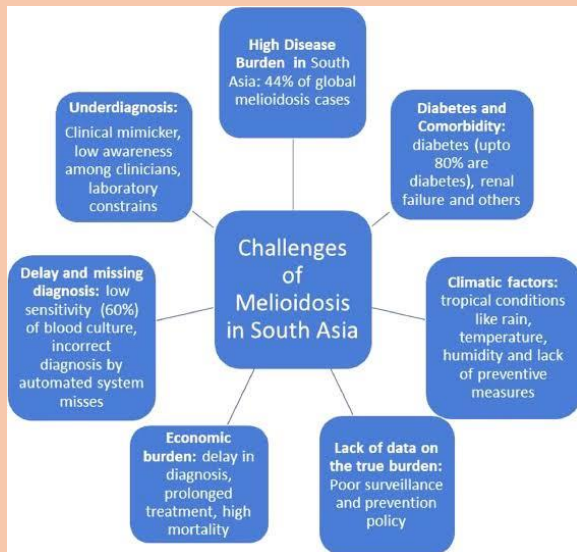 High Disease
Burden in South
Asia: 44% of global
melioidosis cases
Diabetes and
Comorbidity:
diabetes (upto
80% are
diabetes), renal
failure and others
Climatic factors:
tropical conditions
like rain,
temperature,
humidity and lack
of preventive
measures
Lack of data on
the true burden:
Poor surveillance
and prevention
policy
Economic
burden: delay in
diagnosis,
prolonged
treatment, high
mortality
Delay and missing
diagnosis: low
sensitivity (60%)
of blood culture,
incorrect
diagnosis by
automated system
misses
Underdiagnosis:
Clinical mimicker,
low awareness
among clinicians,
laboratory
constrains
Challenges
of
Melioidosis
in South Asia